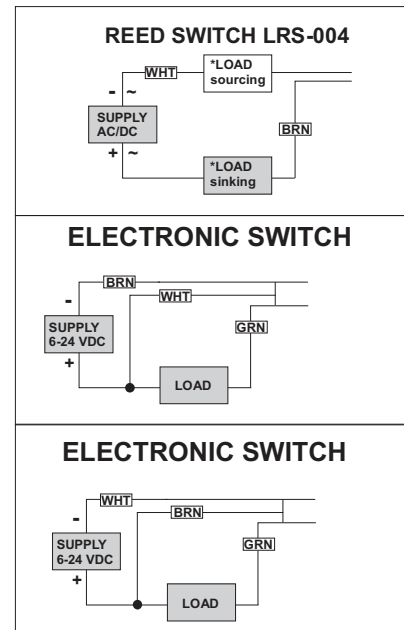 REED SWITCH LRS-004
WHT
*LOAD
sourcing
- ~
SUPPLY
AC/DC
+ ~
BRN
*LOAD
sinking
ELECTRONIC SWITCH
BRN
-
WHT
GRN
SUPPLY
6-24 VDC
+
LOAD
ELECTRONIC SWITCH
WHT
-
BRN
GRN
SUPPLY
6-24 VDC
+
LOAD